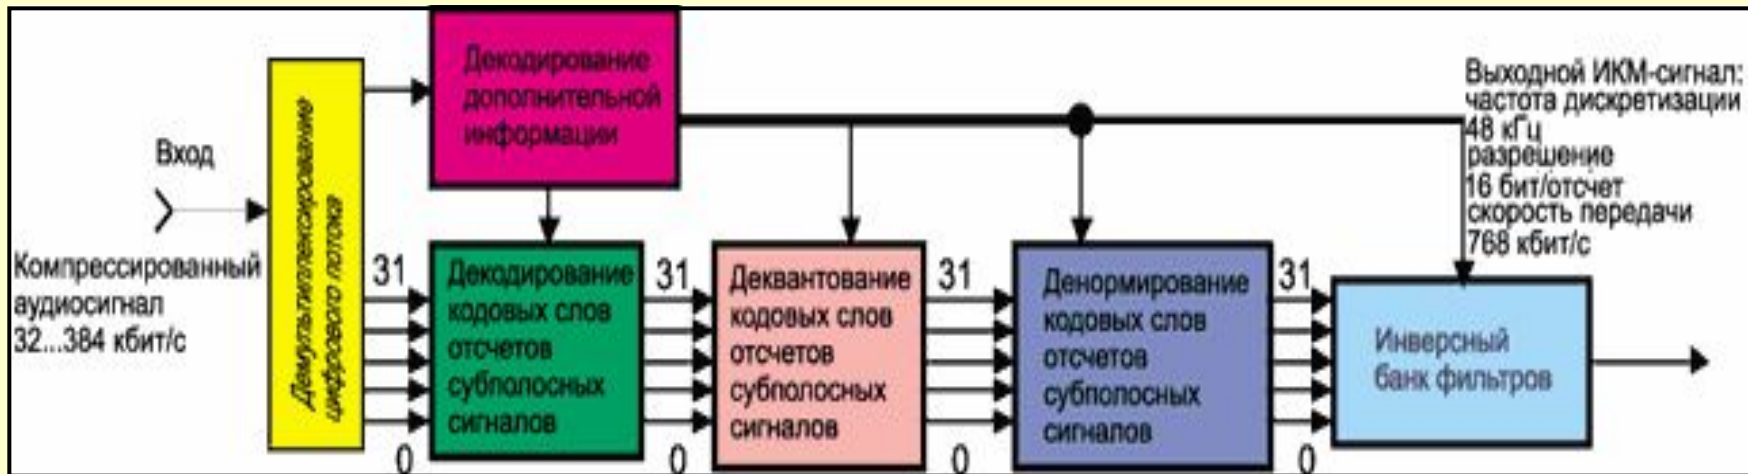 Вход
Компрессированный
аудиосигнал
32...384 кбит/с
Демультиплексирование
цифрового потока
Декодирование
дополнительной
информации
31
0
Декодирование
кодовых слов
отсчетов
субполосных
сигналов
31
0
Деквантование
кодовых слов
отсчетов
субполосных
сигналов
31
0
Денормирование
кодовых слов
отсчетов
субполосных
сигналов
31
0
Выходной ИКМ-сигнал:
частота дискретизации
48 кГц
разрешение
16 бит/отсчет
скорость передачи
768 кбит/с
Инверсный
банк фильтров